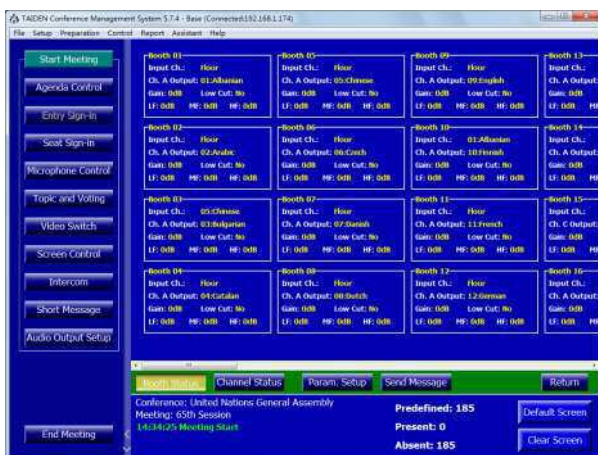 TAIDEN Conference Management System 5.7.4 - Base (Connected:192.168.1.174)
File Setup Preparation Control Report Assistant Help
Start Meeting
Agenda Control
Entry Sign-in
Seat Sign-in
Microphone Control
Topic and Voting
Video Switch
Screen Control
Intercom
Short Message
Audio Output Setup
End Meeting
Booth 01
Input Ch.: Floor
Ch. A Output: 01:Albanian
Gain: 0dB Low Cut: No
LF: 0dB MF: 0dB HF: 0dB
Booth 05
Input Ch.: Floor
Ch. A Output: 05:Chinese
Gain: 0dB Low Cut: No
LF: 0dB MF: 0dB HF: 0dB
Booth 09
Input Ch.: Floor
Ch. A Output: 09:English
Gain: 0dB Low Cut: No
LF: 0dB MF: 0dB HF: 0dB
Booth 13
Input Ch.:
Ch. A Output:
Gain: 0dB
LF: 0dB
Booth 02
Input Ch.: Floor
Ch. A Output: 02:Arabic
Gain: 0dB Low Cut: No
LF: 0dB MF: 0dB HF: 0dB
Booth 06
Input Ch.: Floor
Ch. A Output: 06:Czech
Gain: 0dB Low Cut: No
LF: 0dB MF: 0dB HF: 0dB
Booth 10
Input Ch.: 01:Albanian
Ch. A Output: 10:Finnish
Gain: 0dB Low Cut: No
LF: 0dB MF: 0dB HF: 0dB
Booth 14
Input Ch.:
Ch. A Output:
Gain: 0dB
LF: 0dB
Booth 03
Input Ch.: 05:Chinese
Ch. A Output: 03:Bulgarian
Gain: 0dB Low Cut: No
LF: 0dB MF: 0dB HF: 0dB
Booth 07
Input Ch.: Floor
Ch. A Output: 07:Danish
Gain: 0dB Low Cut: No
LF: 0dB MF: 0dB HF: 0dB
Booth 11
Input Ch.: Floor
Ch. A Output: 11:French
Gain: 0dB Low Cut: No
LF: 0dB MF: 0dB HF: 0dB
Booth 15
Input Ch.:
Ch. C Output:
Gain: 0dB
LF: 0dB
Booth 04
Input Ch.: Floor
Ch. A Output: 04:Catalan
Gain: 0dB Low Cut: No
LF: 0dB MF: 0dB HF: 0dB
Booth 08
Input Ch.: Floor
Ch. A Output: 08:Dutch
Gain: 0dB Low Cut: No
LF: 0dB MF: 0dB HF: 0dB
Booth 12
Input Ch.: Floor
Ch. A Output: 12:German
Gain: 0dB Low Cut: No
LF: 0dB MF: 0dB HF: 0dB
Booth 16
Input Ch.:
Ch. A Output:
Gain: 0dB
LF: 0dB
Booth Status Channel Status Param. Setup Send Message Return
Conference: United Nations General Assembly
Meeting: 65th Session
14:34:25 Meeting Start
Predefined: 185
Present: 0
Absent: 185
Default Screen
Clear Screen